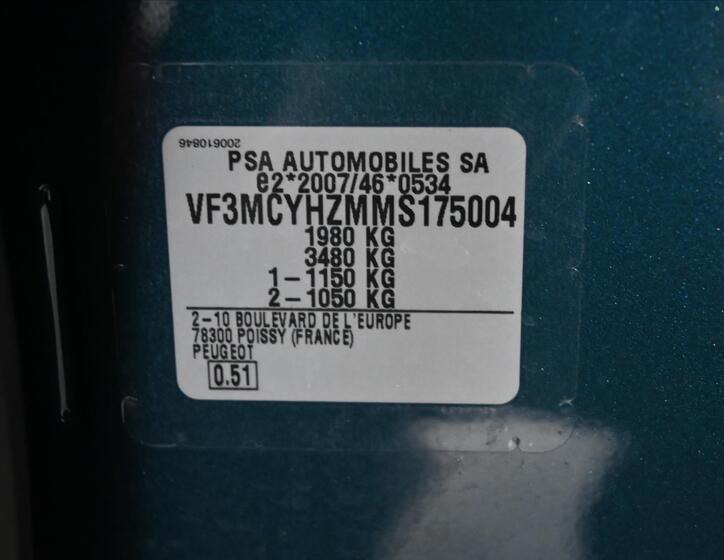 200610846
PSA AUTOMOBILES SA
e2*2007/46*0534
VF3MCYHZMMS175004
1980 KG
3480 KG
1-1150 KG
2-1050 KG
2-10 BOULEVARD DE L'EUROPE
78300 POISSY (FRANCE)
PEUGEOT
0.51